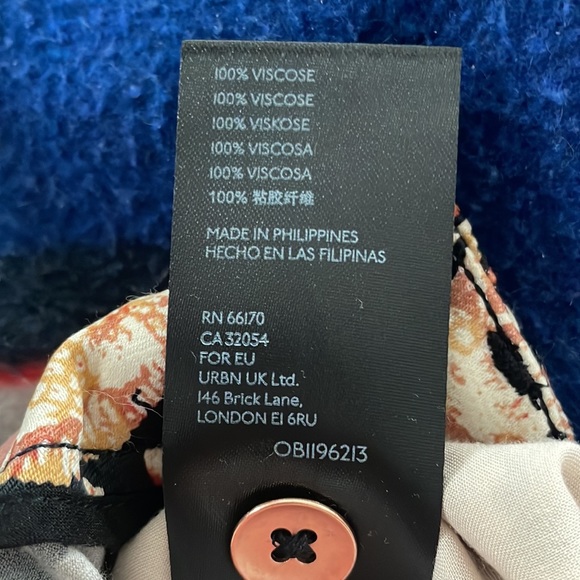 100% VISCOSE
100% VISCOSE
100% VISKOSE
100% VISCOSA
100% VISCOSA
100% 粘胶纤维
MADE IN PHILIPPINES
HECHO EN LAS FILIPINAS
RN 66170
CA 32054
FOR EU
URBN UK Ltd.
146 Brick Lane,
LONDON E1 6RU
OB1196213